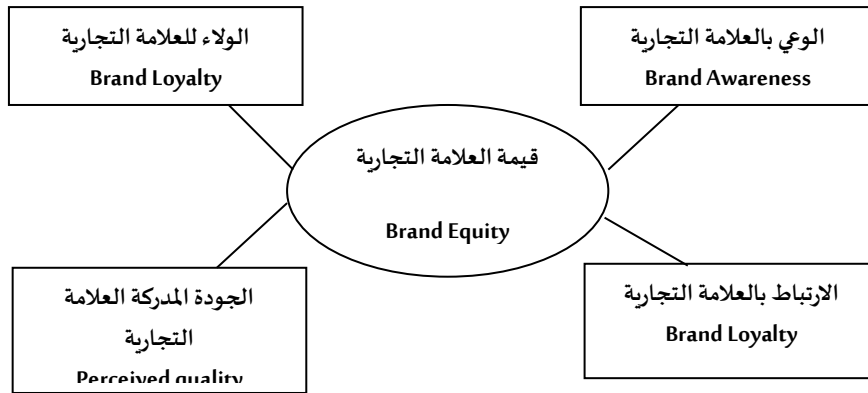 الوعي بالعلامة التجارية
Brand Awareness
الولاء للعلامة التجارية
Brand Loyalty
قيمة العلامة التجارية
Brand Equity
الارتباط بالعلامة التجارية
Brand Loyalty
الجودة المدركة العلامة
التجارية
Perceived quality